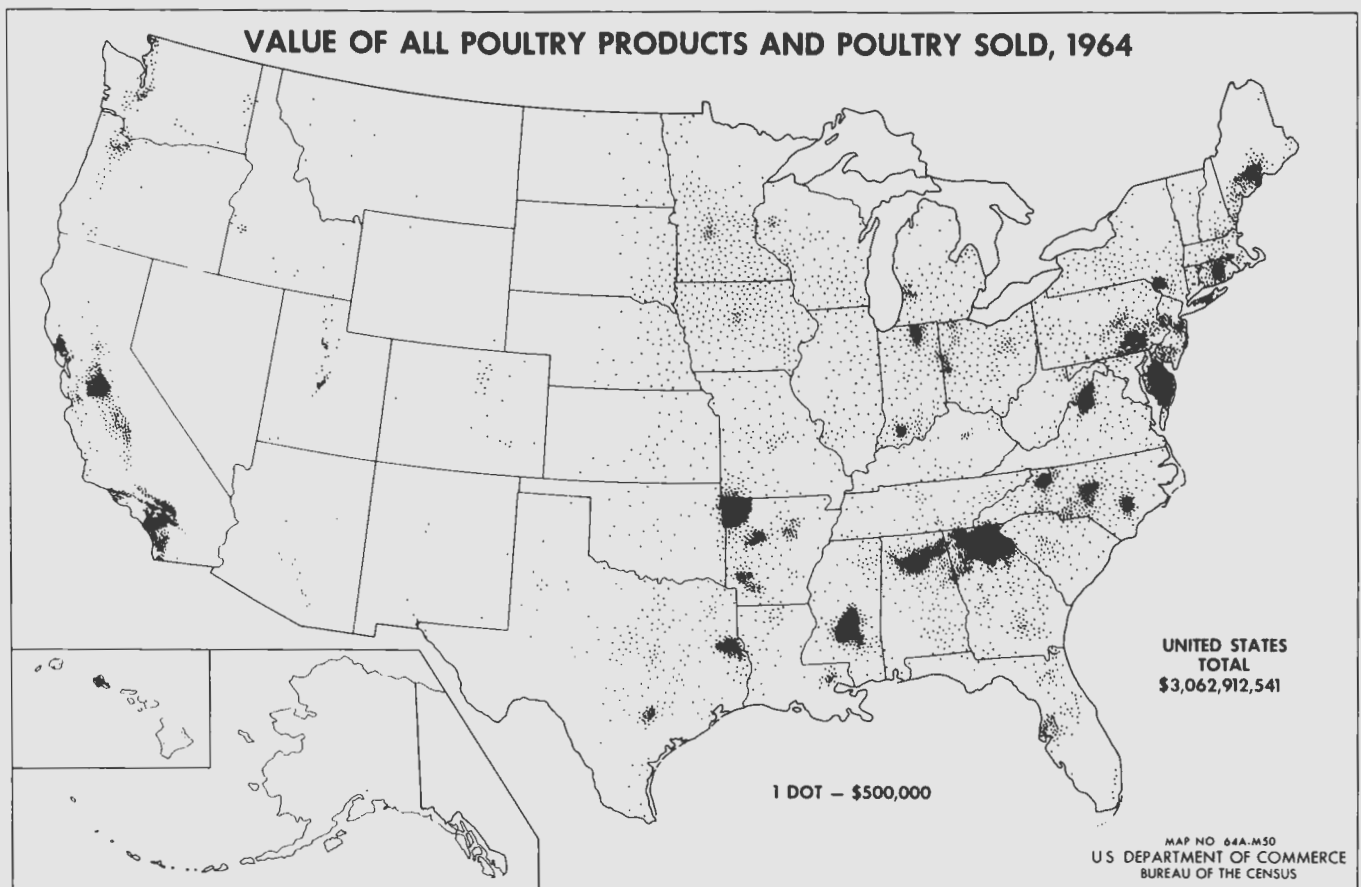 VALUE OF ALL POULTRY PRODUCTS AND POULTRY SOLD, 1964
UNITED STATES
TOTAL
$3,062,912,541
1 DOT — $500,000
MAP NO 64A-M50
U S DEPARTMENT OF COMMERCE
BUREAU OF THE CENSUS